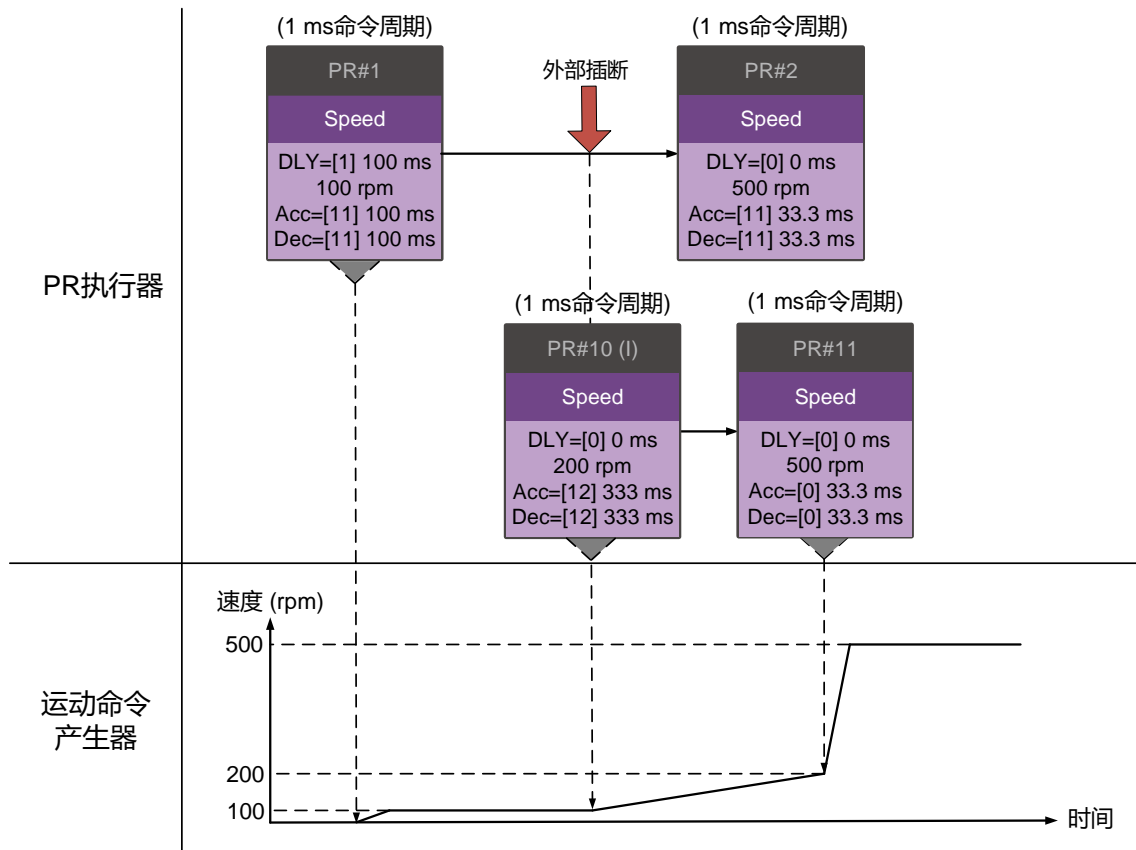 (1 ms命令周期)
PR#1
Speed
DLY=[1] 100 ms
100 rpm
Acc=[11] 100 ms
Dec=[11] 100 ms
外部插断
(1 ms命令周期)
PR#2
Speed
DLY=[0] 0 ms
500 rpm
Acc=[11] 33.3 ms
Dec=[11] 33.3 ms
PR执行器
(1 ms命令周期)
PR#10 (I)
Speed
DLY=[0] 0 ms
200 rpm
Acc=[12] 333 ms
Dec=[12] 333 ms
(1 ms命令周期)
PR#11
Speed
DLY=[0] 0 ms
500 rpm
Acc=[0] 33.3 ms
Dec=[0] 33.3 ms
运动命令
产生器
速度 (rpm)
500
200
100
时间